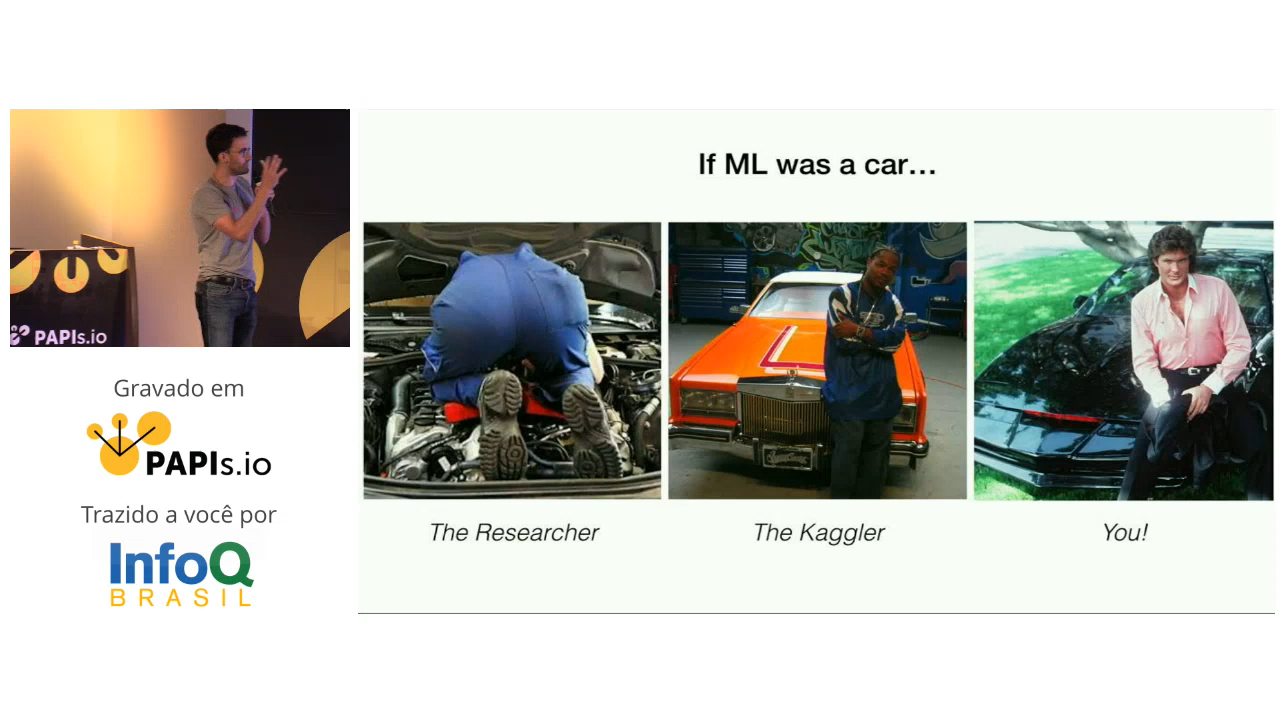 PAPIs.io
Gravado em
PAPIs.io
Trazido a você por
InfoQ
BRASIL
If ML was a car...
The Researcher
The Kaggler
You!